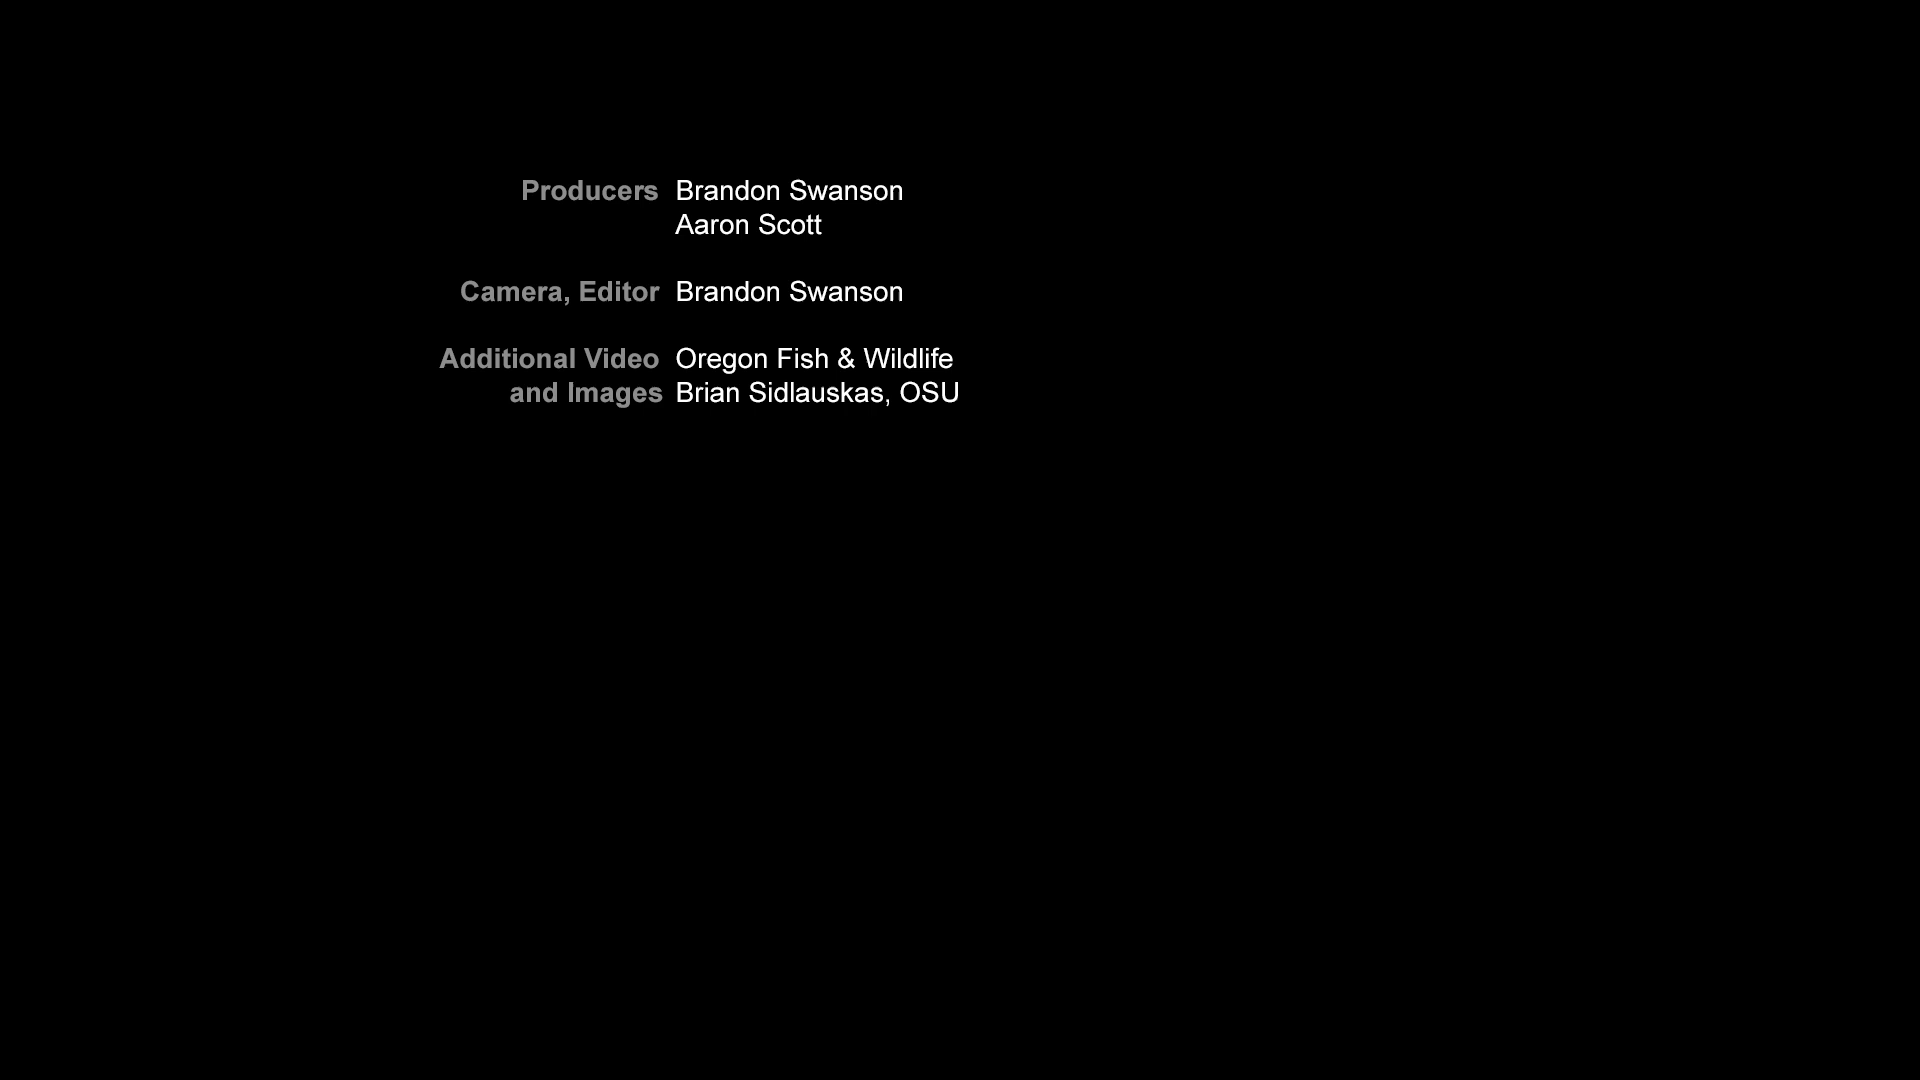 Producers Brandon Swanson
Aaron Scott
Camera, Editor Brandon Swanson
Additional Video Oregon Fish & Wildlife
and Images Brian Sidlauskas, OSU